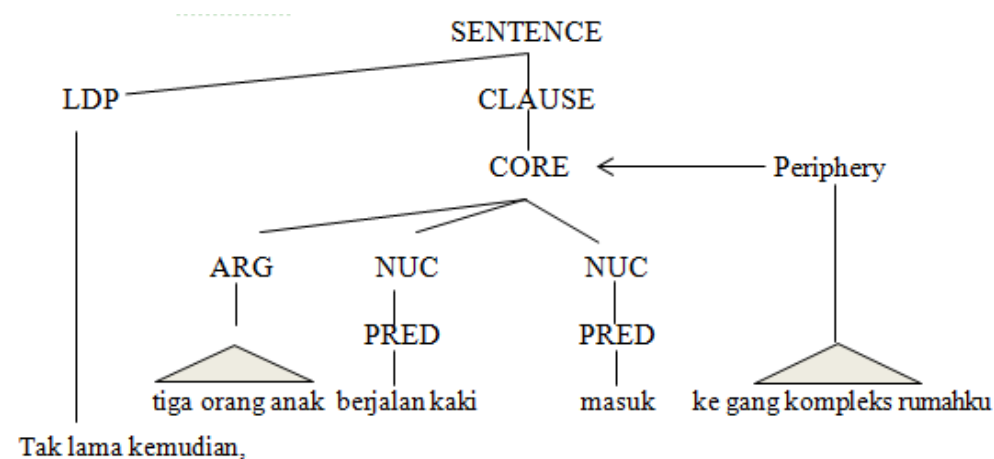 SENTENCE
LDP CLAUSE
CORE Periphery
ARG NUC NUC
PRED PRED
tiga orang anak berjalan kaki masuk ke gang kompleks rumahku
Tak lama kemudian,